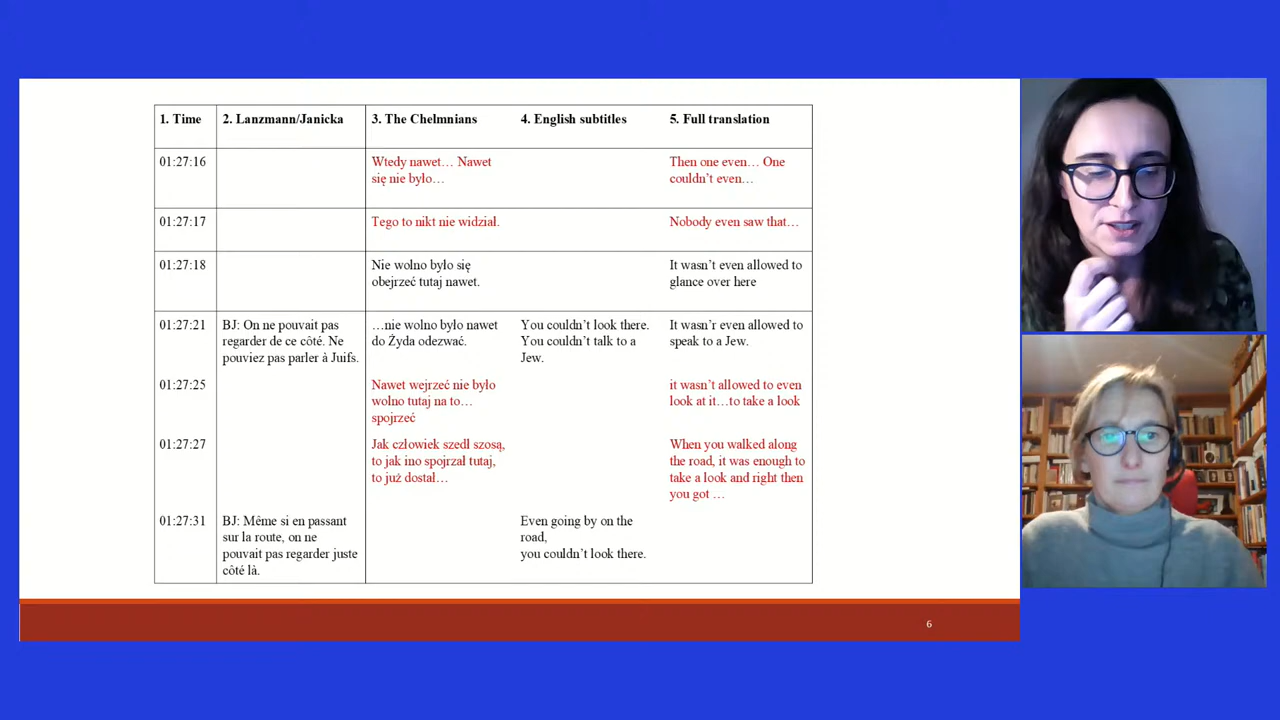 1. Time
2. Lanzmann/Janicka
3. The Chelmnians
4. English subtitles
5. Full translation
01:27:16
Wtedy nawet… Nawet
się nie było…
Then one even… One
couldn’t even…
01:27:17
Tego to nikt nie widział.
Nobody even saw that…
01:27:18
Nie wolno było się
obejrzeć tutaj nawet.
It wasn’t even allowed to
glance over here
01:27:21
BJ: On ne pouvait pas
regarder de ce côté. Ne
pouviez pas parler à Juifs.
…nie wolno było nawet
do Żyda odezwać.
You couldn’t look there.
You couldn’t talk to a
Jew.
It wasn’r even allowed to
speak to a Jew.
01:27:25
Nawet wejrzeć nie było
wolno tutaj na to…
spojrzeć
it wasn’t allowed to even
look at it…to take a look
01:27:27
Jak człowiek szedł szosą,
to jak ino spojrzał tutaj,
to już dostał…
When you walked along
the road, it was enough to
take a look and right then
you got …
01:27:31
BJ: Même si en passant
sur la route, on ne
pouvait pas regarder juste
côté là.
Even going by on the
road,
you couldn’t look there.
6